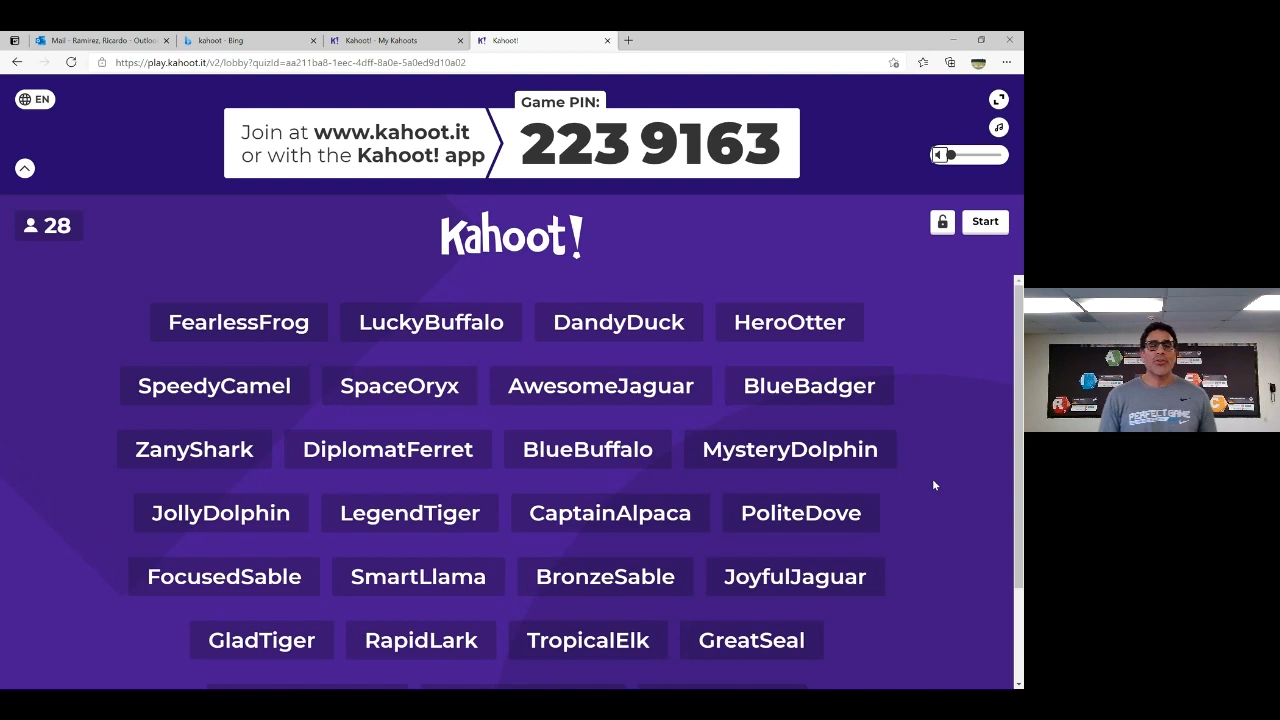 Mail - Ramirez, Ricardo - Outloo
kahoot - Bing
Kahoot! - My Kahoots
Kahoot!
https://play.kahoot.it/v2/lobby?quizId=aa211ba8-1eec-4dff-8a0e-5a0ed9d10a02
EN
Game PIN:
Join at www.kahoot.it
or with the Kahoot! app
223 9163
28
Kahoot!
Start
FearlessFrog LuckyBuffalo DandyDuck HeroOtter
SpeedyCamel SpaceOryx AwesomeJaguar BlueBadger
ZanyShark DiplomatFerret BlueBuffalo MysteryDolphin
JollyDolphin LegendTiger CaptainAlpaca PoliteDove
FocusedSable SmartLlama BronzeSable JoyfulJaguar
GladTiger RapidLark TropicalElk GreatSeal
PERFECT GAME
R
C